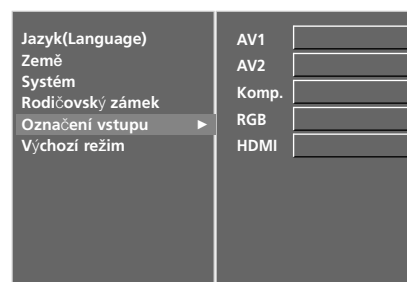 Jazyk(Language)
Země
Systém
Rodičovský zámek
Označení vstupu ►
Výchozí režim
AV1
AV2
Komp.
RGB
HDMI